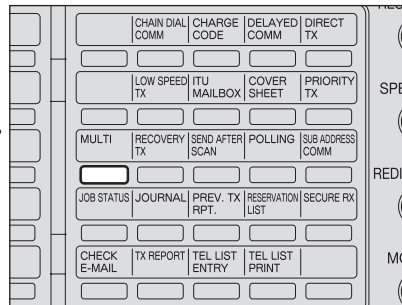 CHAIN DIAL COMM
CHARGE CODE
DELAYED COMM
DIRECT TX
LOW SPEED TX
ITU MAILBOX
COVER SHEET
PRIORITY TX
MULTI
RECOVERY TX
SEND AFTER SCAN
POLLING
SUB ADDRESS COMM
JOB STATUS
JOURNAL
PREV. TX RPT.
RESERVATION LIST
SECURE RX
CHECK E-MAIL
TX REPORT
TEL LIST ENTRY
TEL LIST PRINT
SPE
REDI
MO